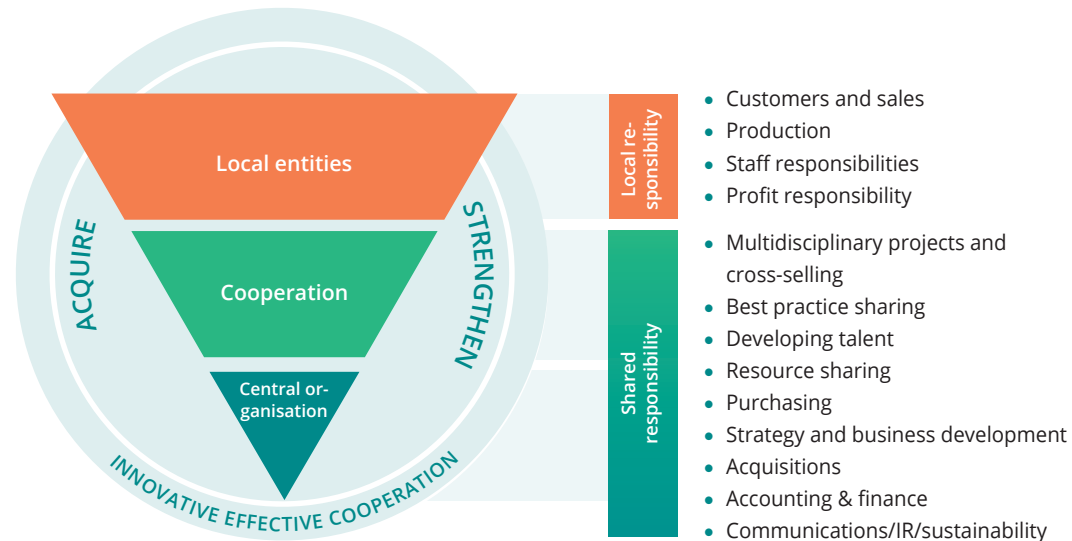 Local entities
Cooperation
Central or-
ganisation
ACQUIRE
STRENGTHEN
INNOVATIVE EFFECTIVE COOPERATION
Local re-
sponsibility
• Customers and sales
• Production
• Staff responsibilities
• Profit responsibility
Shared
responsibility
• Multidisciplinary projects and
cross-selling
• Best practice sharing
• Developing talent
• Resource sharing
• Purchasing
• Strategy and business development
• Acquisitions
• Accounting & finance
• Communications/IR/sustainability